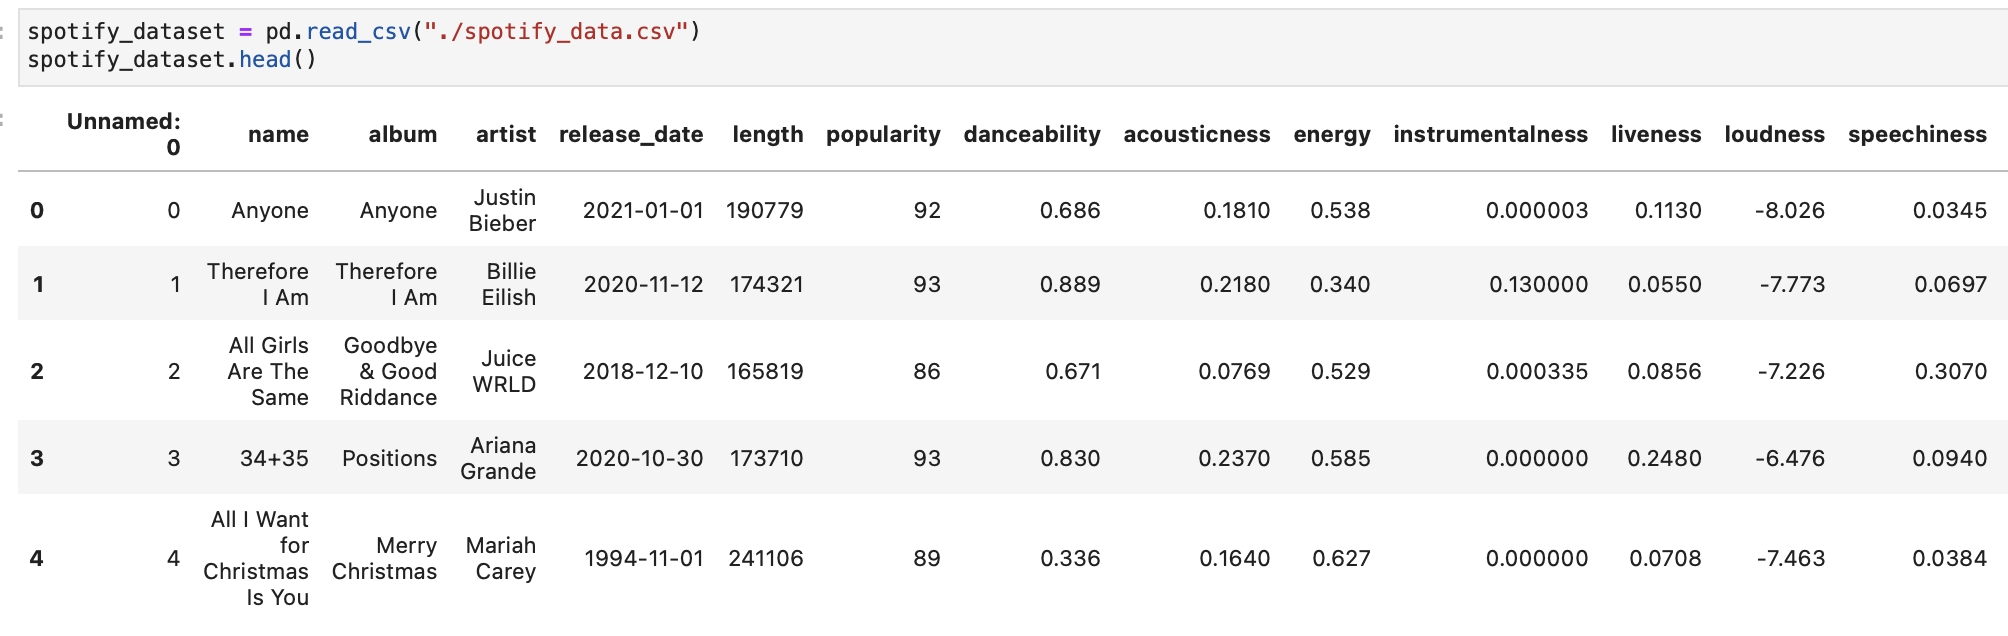 spotify_dataset = pd.read_csv("./spotify_data.csv")
spotify_dataset.head()
Unnamed: 0 name album artist release_date length popularity danceability acousticness energy instrumentalness liveness loudness speechiness
0 0 Anyone Anyone Justin Bieber 2021-01-01 190779 92 0.686 0.1810 0.538 0.000003 0.1130 -8.026 0.0345
1 1 Therefore I Am Therefore I Am Billie Eilish 2020-11-12 174321 93 0.889 0.2180 0.340 0.130000 0.0550 -7.773 0.0697
2 2 All Girls Are The Same Goodbye & Good Riddance Juice WRLD 2018-12-10 165819 86 0.671 0.0769 0.529 0.000335 0.0856 -7.226 0.3070
3 3 34+35 Positions Ariana Grande 2020-10-30 173710 93 0.830 0.2370 0.585 0.000000 0.2480 -6.476 0.0940
4 4 All I Want for Christmas Is You Merry Christmas Mariah Carey 1994-11-01 241106 89 0.336 0.1640 0.627 0.000000 0.0708 -7.463 0.0384